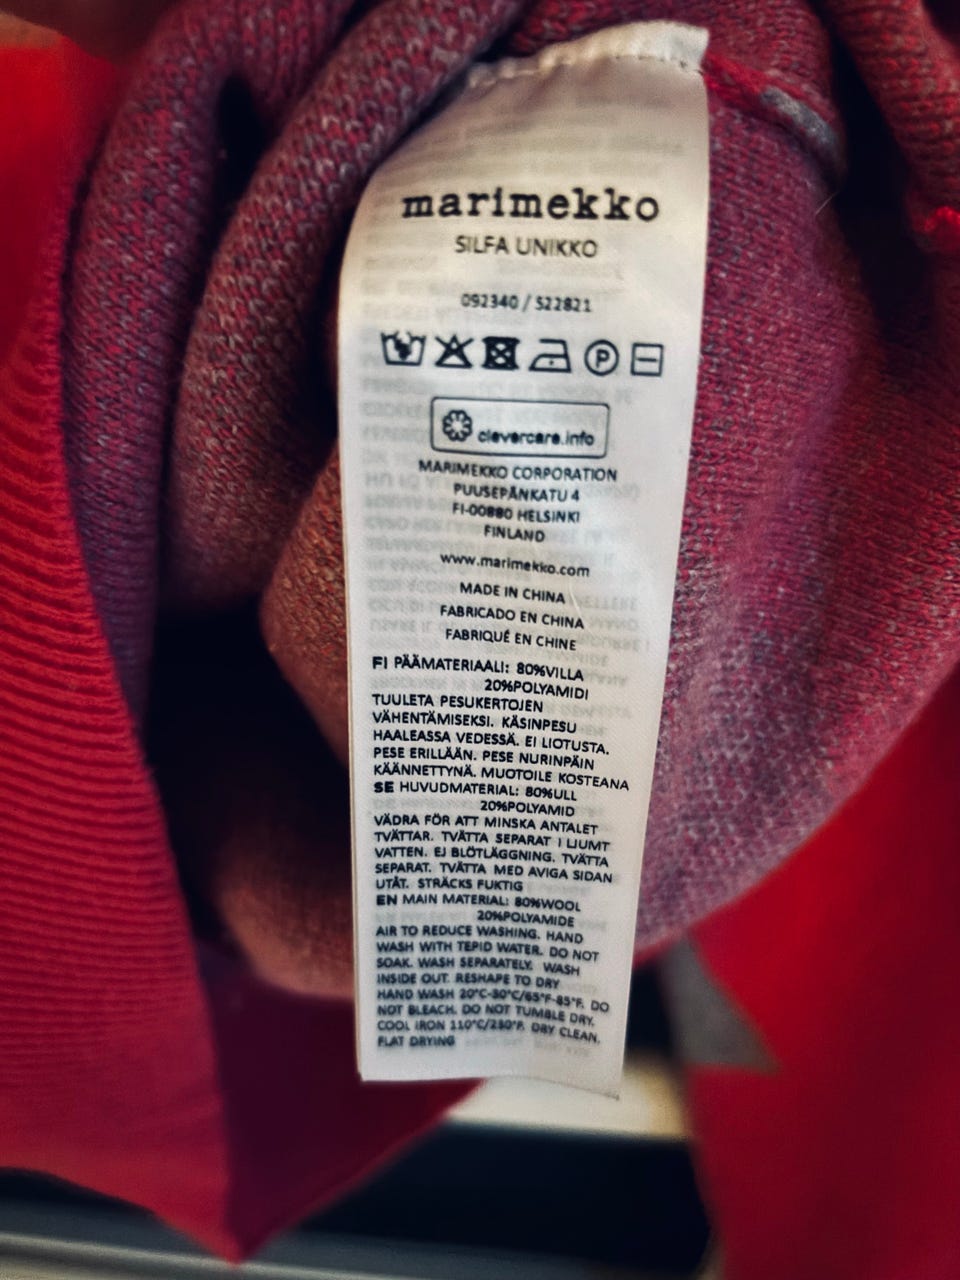 marimekko
SILFA UNIKKO
092340 / 522821
P
clevercare.info
MARIMEKKO CORPORATION
PUUSEPÄNKATU 4
FI-00880 HELSINKI
FINLAND
www.marimekko.com
MADE IN CHINA
FABRICADO EN CHINA
FABRIQUÉ EN CHINE
FI PÄÄMATERIAALI: 80%VILLA
20%POLYAMIDI
TUULETA PESUKERTOJEN
VÄHENTÄMISEKSI. KÄSINPESU
HAALEASSA VEDESSÄ. EI LIOTUSTA.
PESE ERILLÄÄN. PESE NURINPÄIN
KÄÄNNETTYNÄ. MUOTOILE KOSTEANA
SE HUVUDMATERIAL: 80%ULL
20%POLYAMID
VÄDRA FÖR ATT MINSKA ANTALET
TVÄTTAR. TVÄTTA SEPARAT I LJUMT
VATTEN. EJ BLÖTLÄGGNING. TVÄTTA
SEPARAT. TVÄTTA MED AVIGA SIDAN
UTÅT. STRÄCKS FUKTIG
EN MAIN MATERIAL: 80%WOOL
20%POLYAMIDE
AIR TO REDUCE WASHING. HAND
WASH WITH TEPID WATER. DO NOT
SOAK. WASH SEPARATELY. WASH
INSIDE OUT. RESHAPE TO DRY
HAND WASH 20°C-30°C/65°F-85°F. DO
NOT BLEACH. DO NOT TUMBLE DRY.
COOL IRON 110°C/230°F. DRY CLEAN.
FLAT DRYING